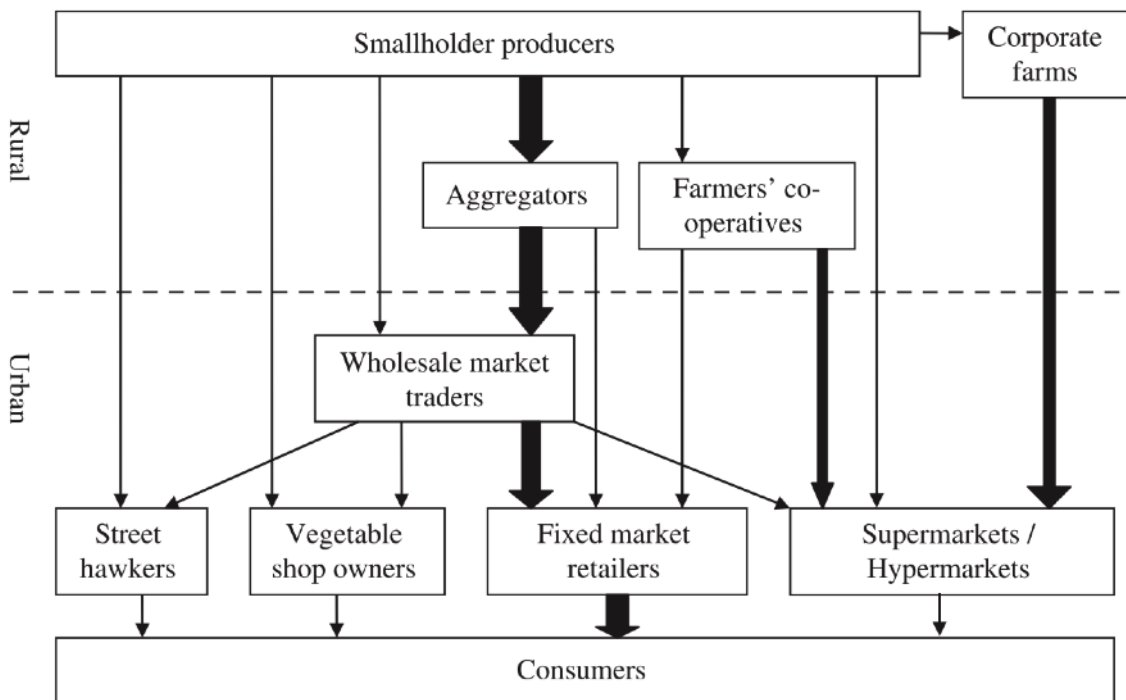 Smallholder producers
Corporate
farms
Rural
Aggregators
Farmers’ co-
operatives
Urban
Wholesale market
traders
Street
hawkers
Vegetable
shop owners
Fixed market
retailers
Supermarkets /
Hypermarkets
Consumers